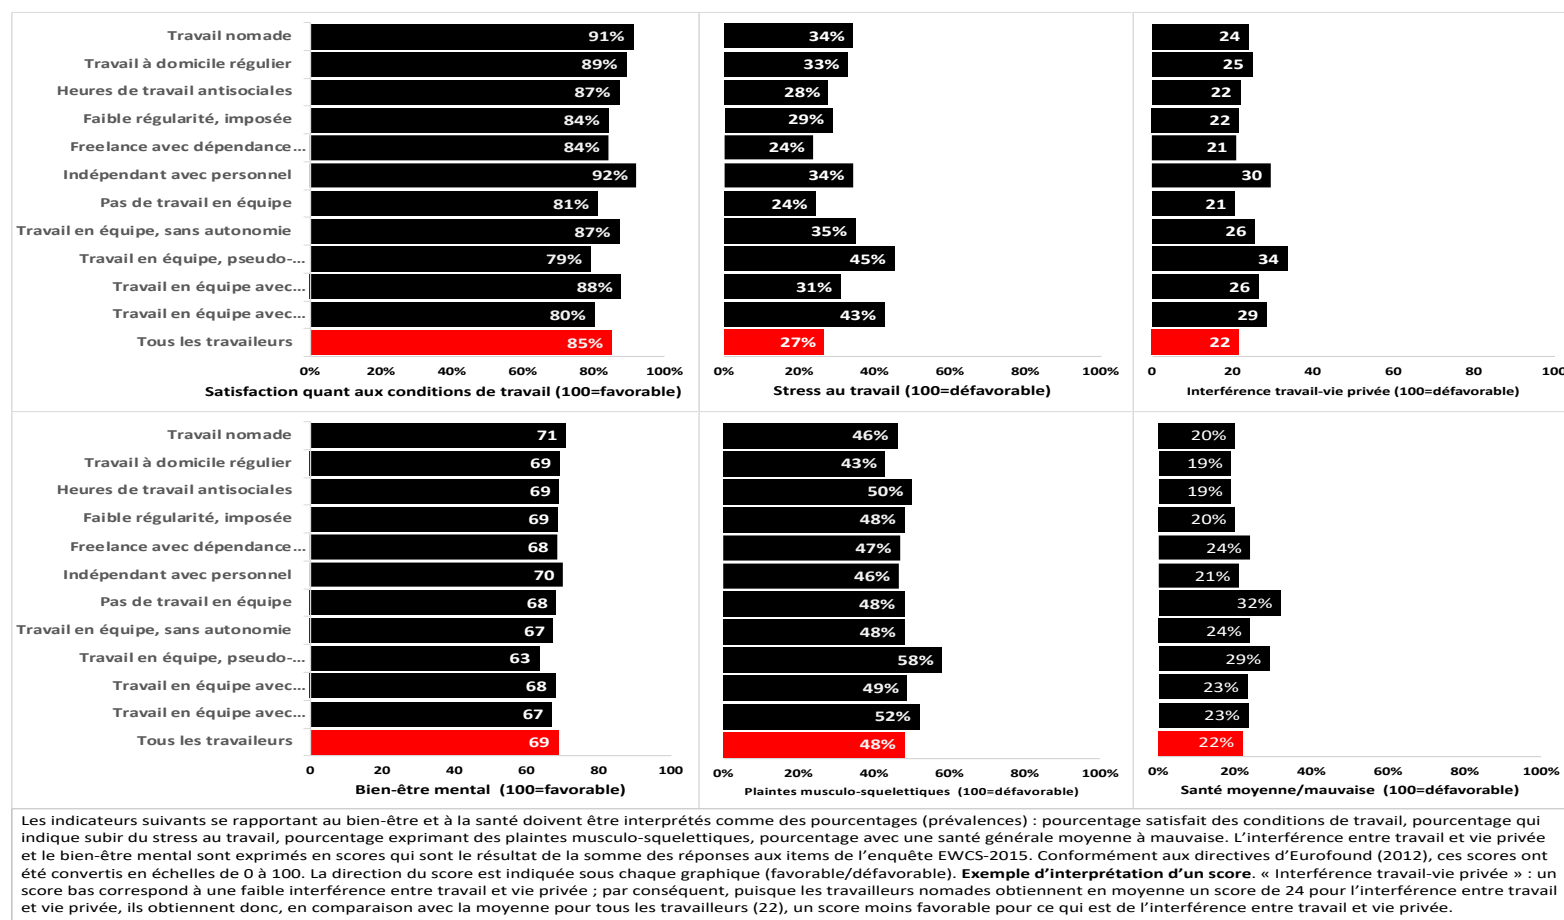 Travail nomade 91% 34% 24
Travail à domicile régulier 89% 33% 25
Heures de travail antisociales 87% 28% 22
Faible régularité, imposée 84% 29% 22
Freelance avec dépendance... 84% 24% 21
Indépendant avec personnel 92% 34% 30
Pas de travail en équipe 81% 24% 21
Travail en équipe, sans autonomie 87% 35% 26
Travail en équipe, pseudo-... 79% 45% 34
Travail en équipe avec... 88% 31% 26
Travail en équipe avec... 80% 43% 29
Tous les travaileurs 85% 27% 22
0% 20% 40% 60% 80% 100% 0% 20% 40% 60% 80% 100% 0 20 40 60 80 100
Satisfaction quant aux conditions de travail (100=favorable) Stress au travail (100=défavorable) Interférence travail-vie privée (100=défavorable)
Travail nomade 71 46% 20%
Travail à domicile régulier 69 43% 19%
Heures de travail antisociales 69 50% 19%
Faible régularité, imposée 69 48% 20%
Freelance avec dépendance... 68 47% 24%
Indépendant avec personnel 70 46% 21%
Pas de travail en équipe 68 48% 32%
Travail en équipe, sans autonomie 67 48% 24%
Travail en équipe, pseudo-... 63 58% 29%
Travail en équipe avec... 68 49% 23%
Travail en équipe avec... 67 52% 23%
Tous les travaileurs 69 48% 22%
0 20 40 60 80 100 0% 20% 40% 60% 80% 100% 0% 20% 40% 60% 80% 100%
Bien-être mental (100=favorable) Plaintes musculo-squelettiques (100=défavorable) Santé moyenne/mauvaise (100=défavorable)
Les indicateurs suivants se rapportant au bien-être et à la santé doivent être interprétés comme des pourcentages (prévalences) : pourcentage satisfait des conditions de travail, pourcentage qui
indique subir du stress au travail, pourcentage exprimant des plaintes musculo-squelettiques, pourcentage avec une santé générale moyenne à mauvaise. L'interférence entre travail et vie privée
et le bien-être mental sont exprimés en scores qui sont le résultat de la somme des réponses aux items de l'enquête EWCS-2015. Conformément aux directives d'Eurofound (2012), ces scores ont
été convertis en échelles de 0 à 100. La direction du score est indiquée sous chaque graphique (favorable/défavorable). Exemple d'interprétation d'un score. « Interférence travail-vie privée » : un
score bas correspond à une faible interférence entre travail et vie privée ; par conséquent, puisque les travailleurs nomades obtiennent en moyenne un score de 24 pour l'interférence entre travail
et vie privée, ils obtiennent donc, en comparaison avec la moyenne pour tous les travailleurs (22), un score moins favorable pour ce qui est de l'interférence entre travail et vie privée.